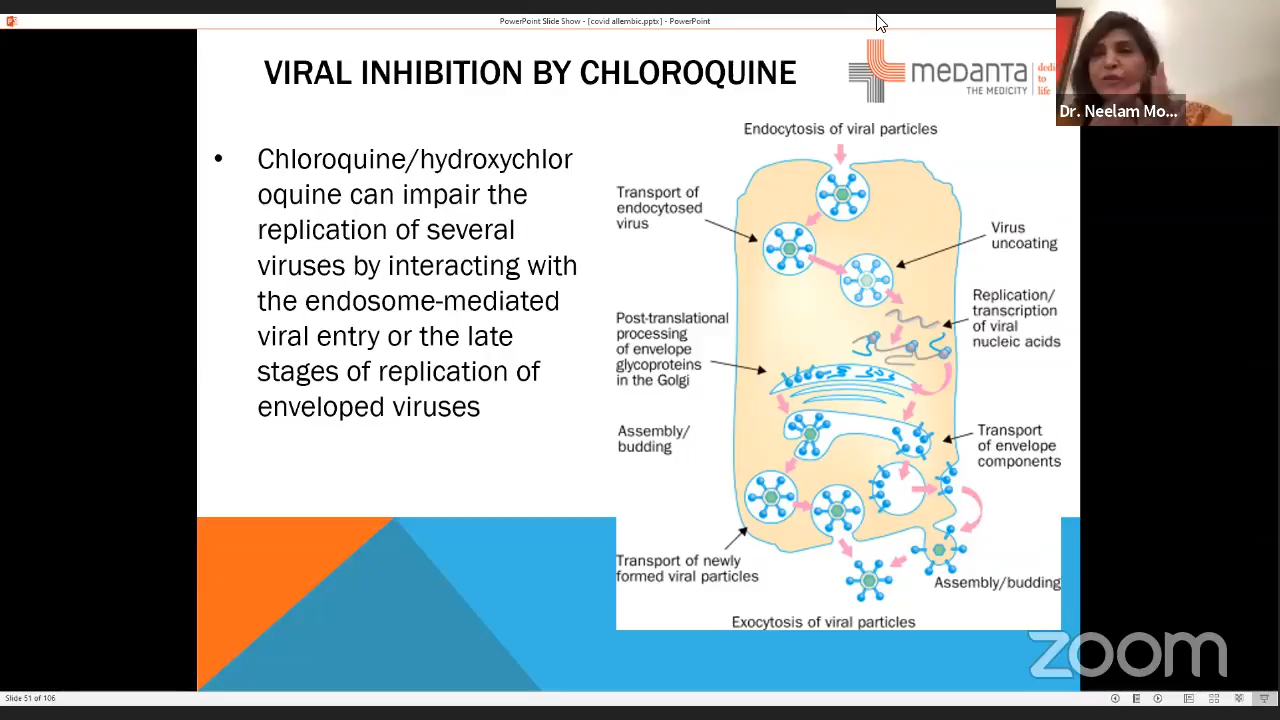 PowerPoint Slide Show - [covid allembic.pptx] - PowerPoint
VIRAL INHIBITION BY CHLOROQUINE
medanta
THE MEDICITY
dedi
to
life
Dr. Neelam Mo...
• Chloroquine/hydroxychlor
oquine can impair the
replication of several
viruses by interacting with
the endosome-mediated
viral entry or the late
stages of replication of
enveloped viruses
Endocytosis of viral particles
Transport of
endocytosed
virus
Virus
uncoating
Replication/
transcription
of viral
nucleic acids
Post-translational
processing
of envelope
glycoproteins
in the Golgi
Assembly/
budding
Transport
of envelope
components
Transport of newly
formed viral particles
Assembly/budding
Exocytosis of viral particles
zoom
Slide 51 of 106